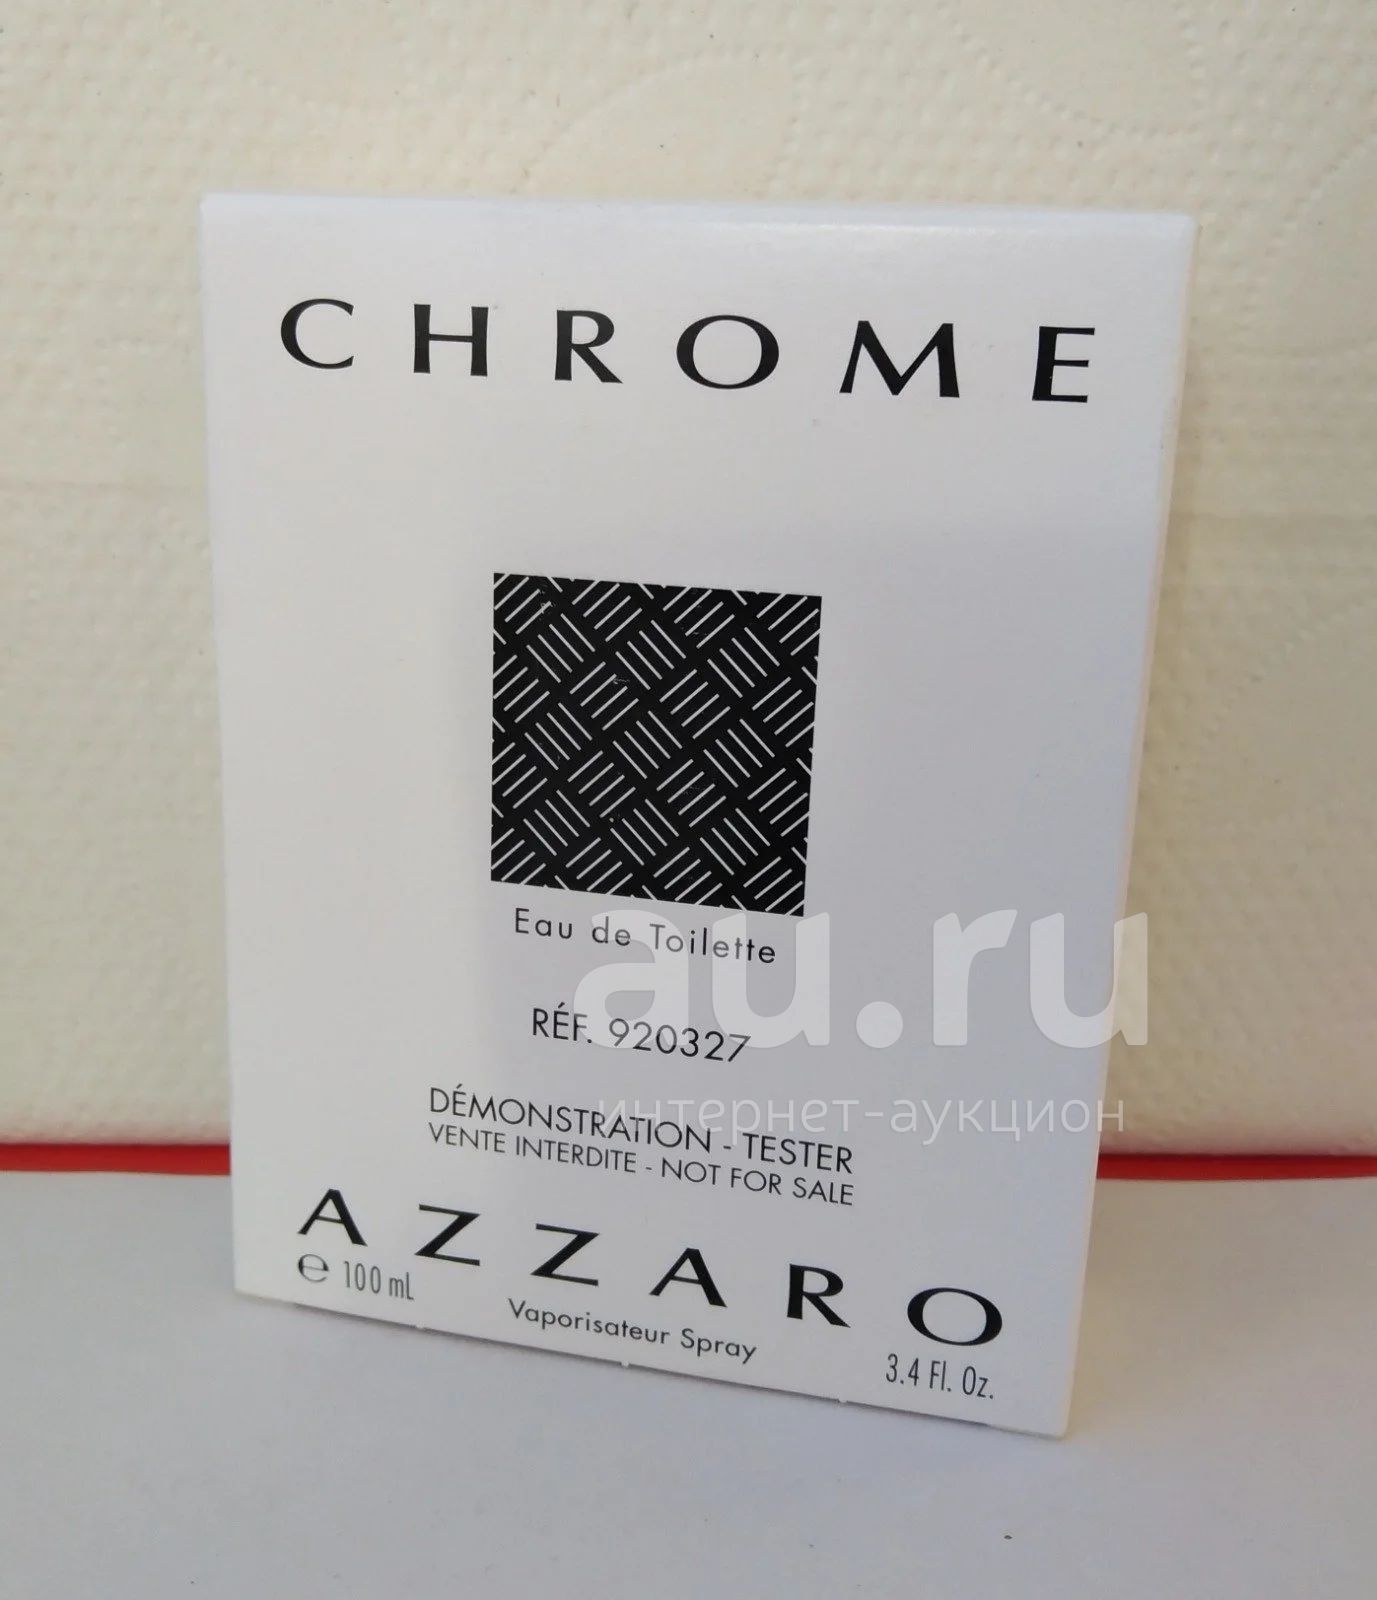 CHROME
Eau de Toilette
RÉF. 920327
DÉMONSTRATION - TESTER
VENTE INTERDITE - NOT FOR SALE
AZZARO
℮ 100 mL
Vaporisateur Spray
3.4 Fl. Oz.
au.ru
интернет-аукцион